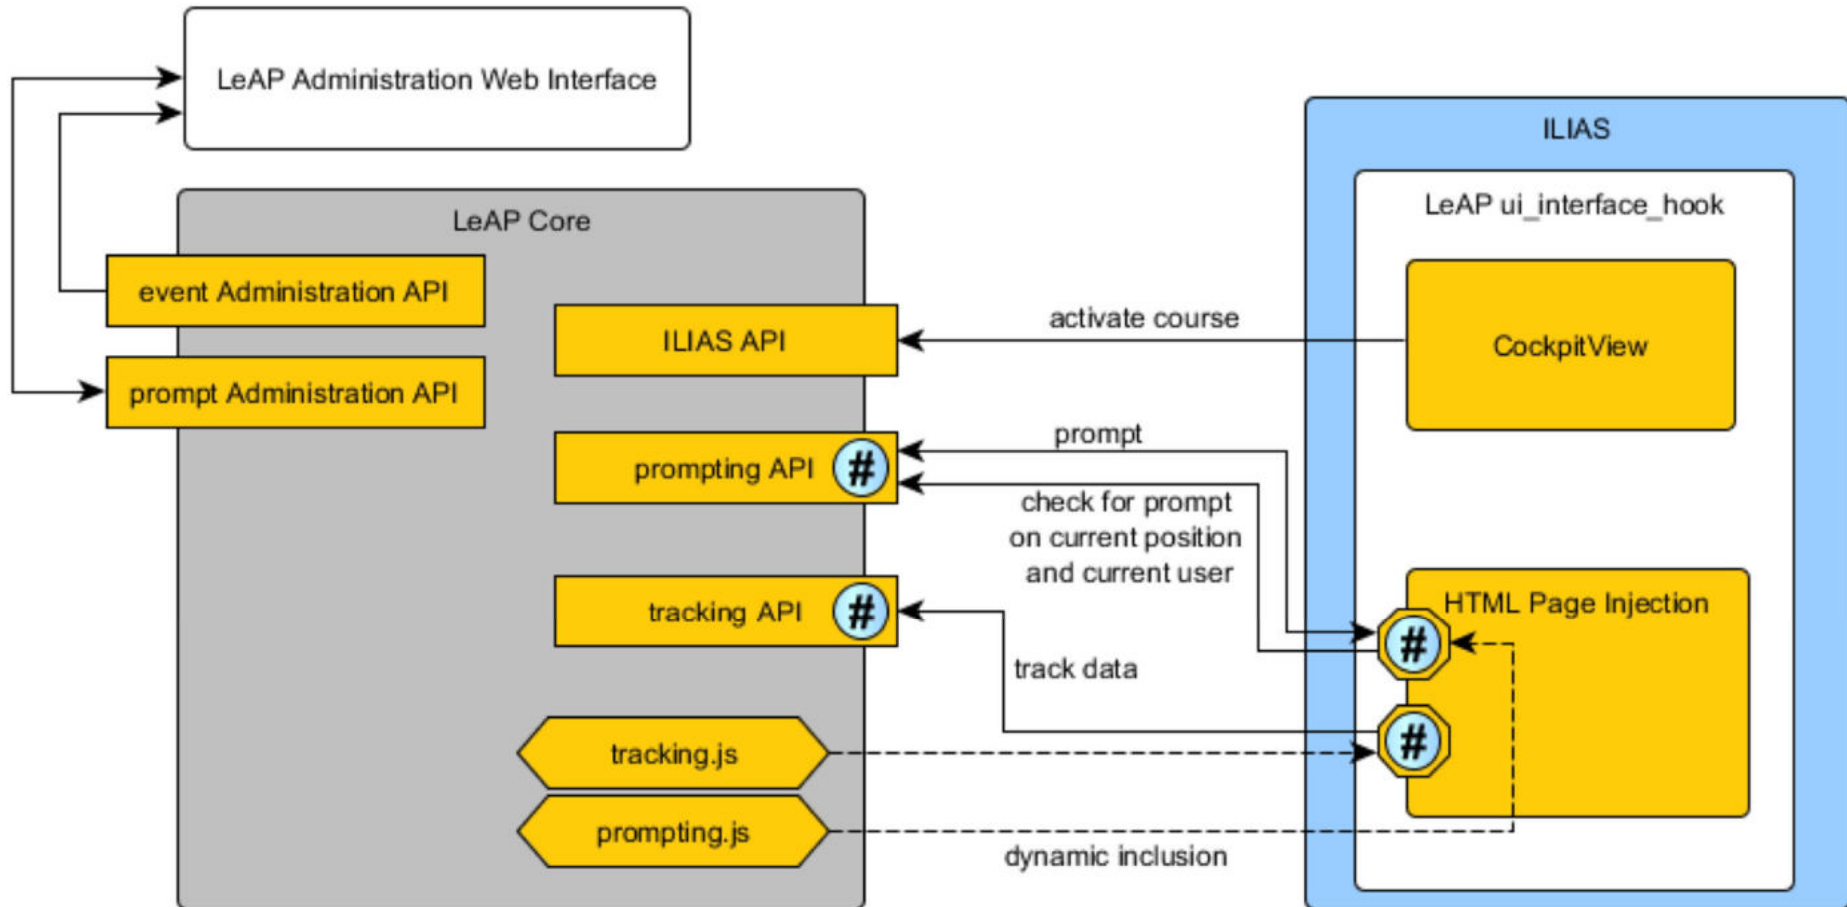 LeAP Administration Web Interface
LeAP Core
event Administration API
prompt Administration API
ILIAS API
prompting API #
tracking API #
tracking.js
prompting.js
activate course
prompt
check for prompt
on current position
and current user
track data
dynamic inclusion
ILIAS
LeAP ui_interface_hook
CockpitView
HTML Page Injection
#
#